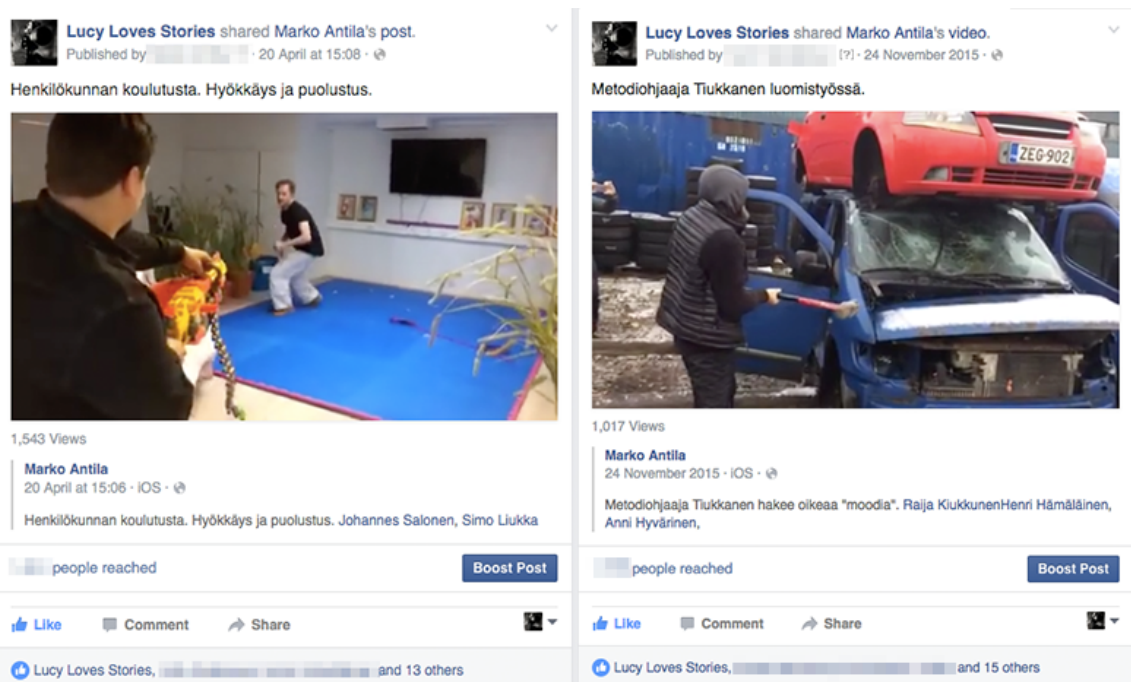 Lucy Loves Stories shared Marko Antila's post.
Published by · 20 April at 15:08 ·
Henkilökunnan koulutusta. Hyökkäys ja puolustus.
1,543 Views
Marko Antila
20 April at 15:06 · iOS ·
Henkilökunnan koulutusta. Hyökkäys ja puolustus. Johannes Salonen, Simo Liukka
people reached
Boost Post
Like Comment Share
Lucy Loves Stories, and 13 others
Lucy Loves Stories shared Marko Antila's video.
Published by [?] · 24 November 2015 ·
Metodiohjaaja Tiukkanen luomistyössä.
ZEG-902
1,017 Views
Marko Antila
24 November 2015 · iOS ·
Metodiohjaaja Tiukkanen hakee oikeaa "moodia". Raija KiukkunenHenri Hämäläinen,
Anni Hyvärinen,
people reached
Boost Post
Like Comment Share
Lucy Loves Stories, and 15 others